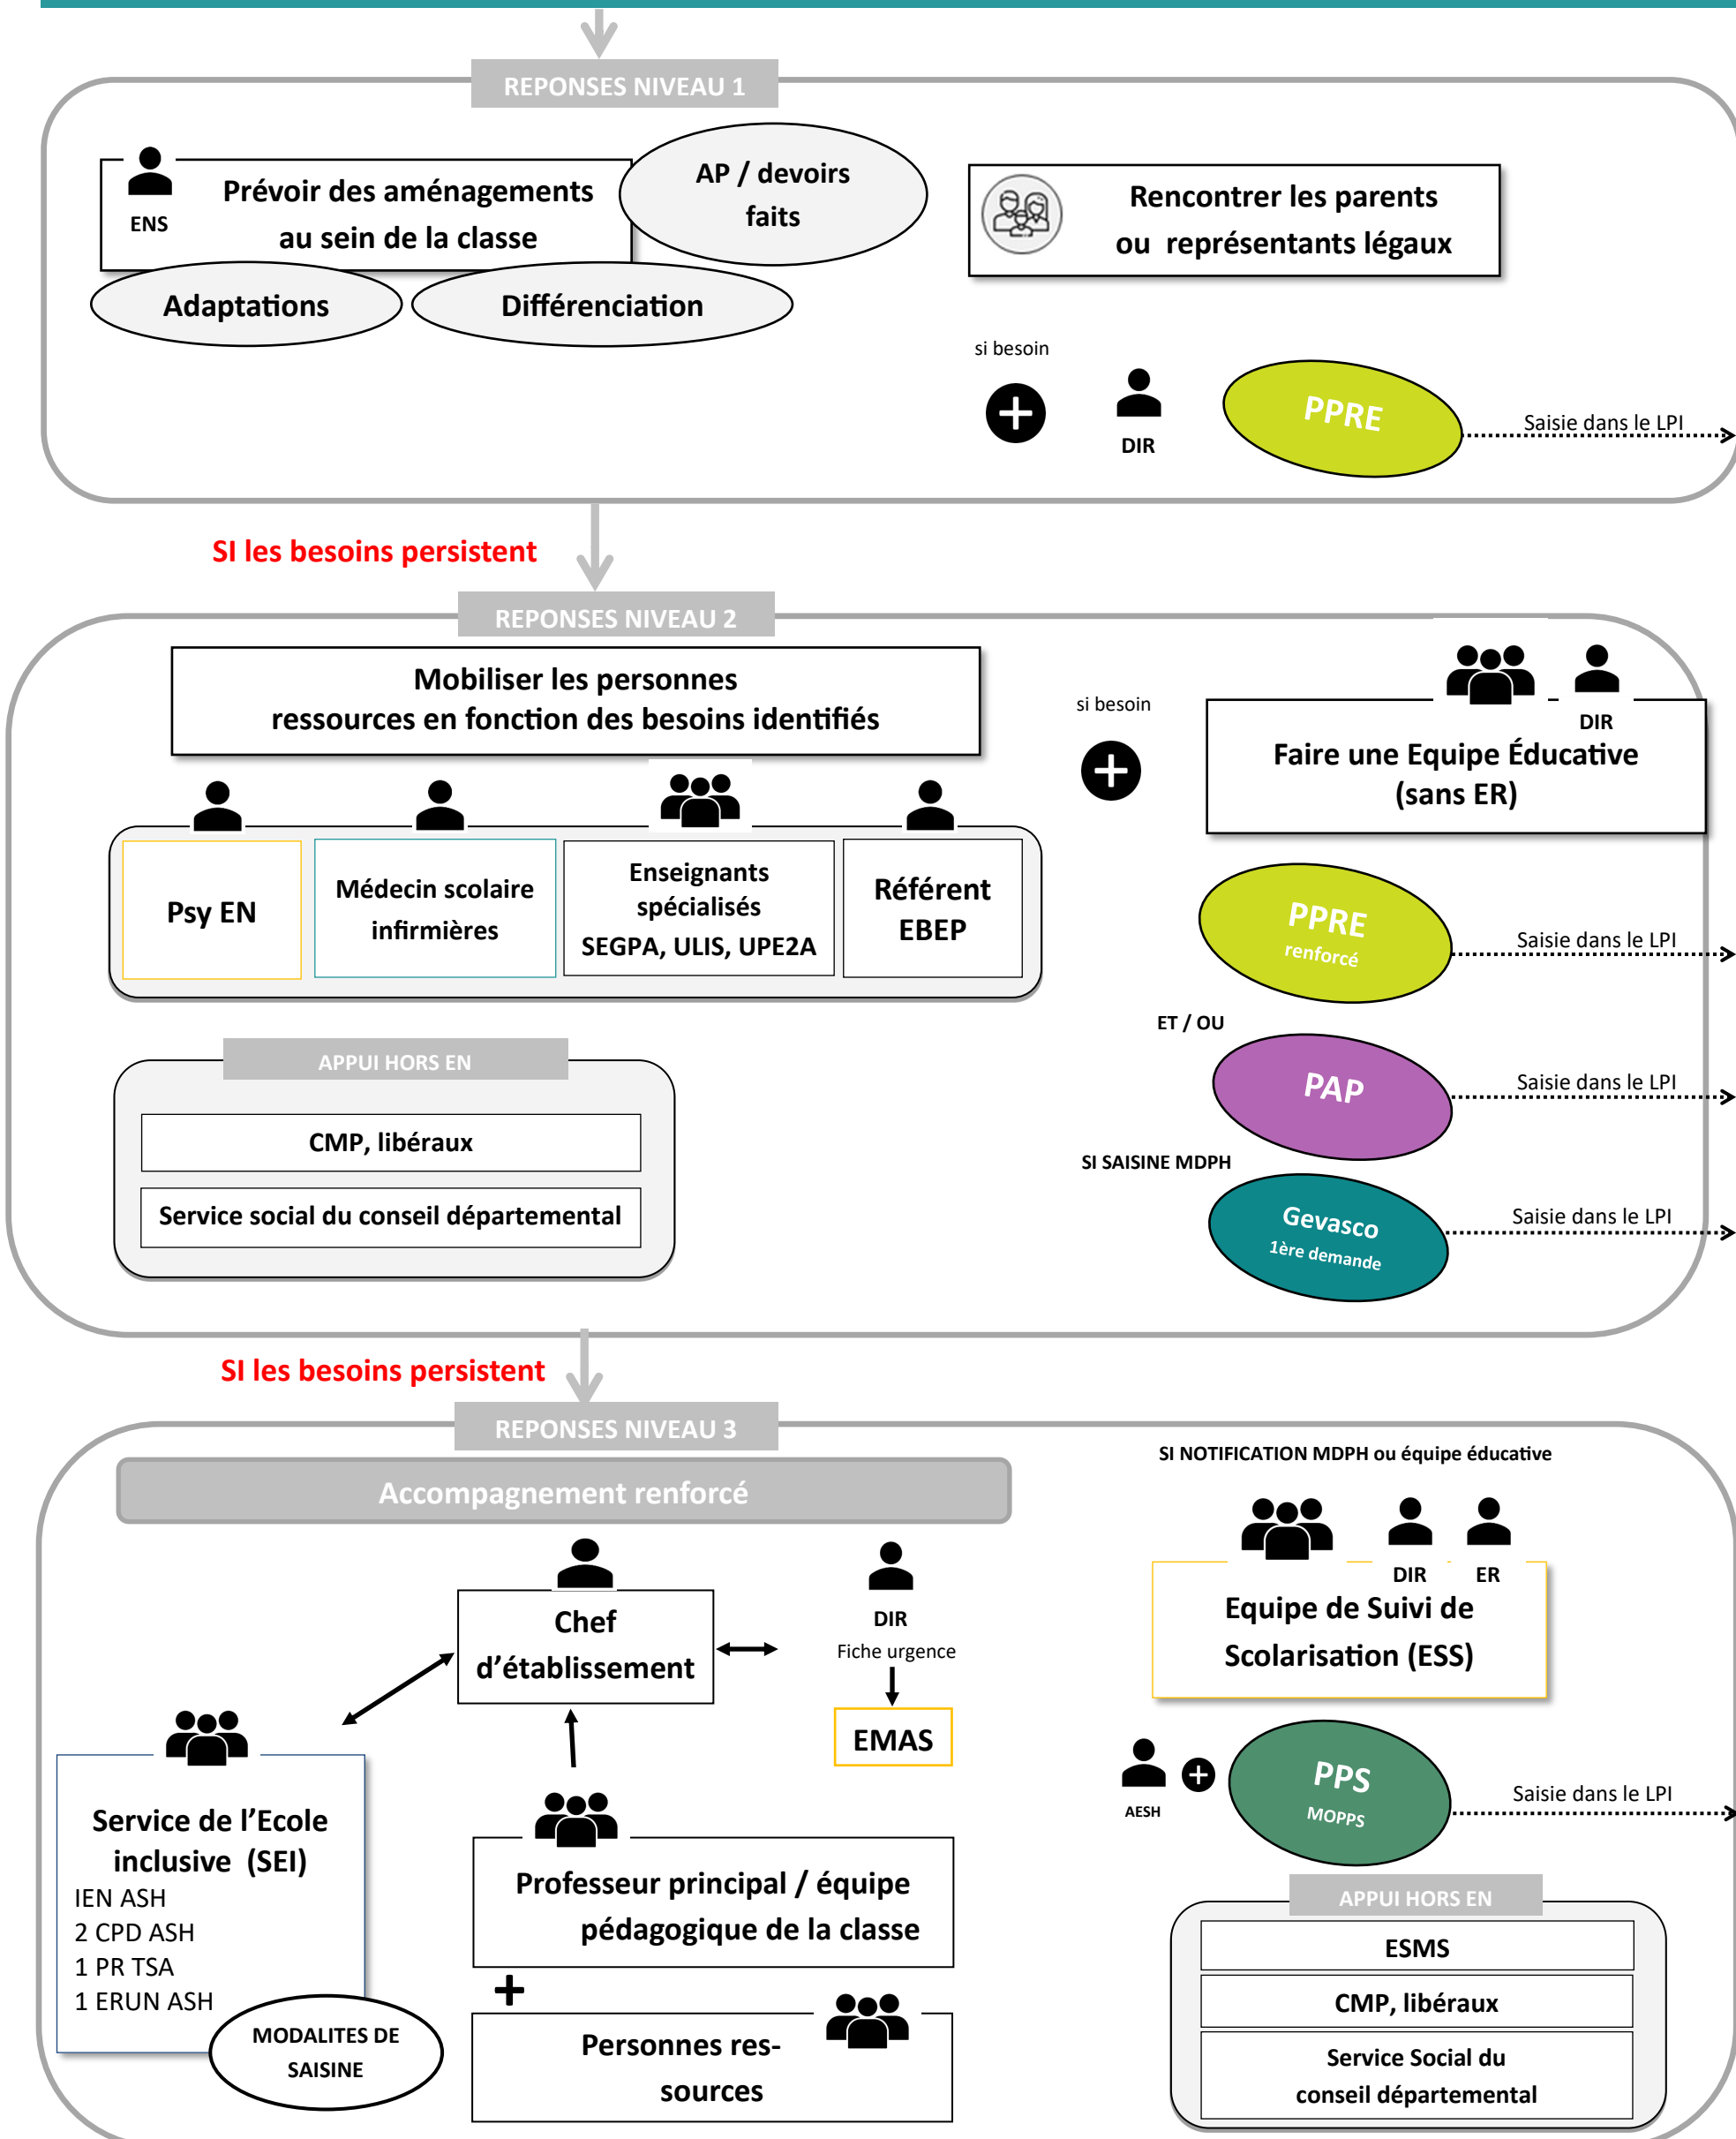 REPONSES NIVEAU 1
ENS
Prévoir des aménagements
au sein de la classe
AP / devoirs
faits
Adaptations
Différenciation
Rencontrer les parents
ou représentants légaux
si besoin
DIR
PPRE
Saisie dans le LPI
SI les besoins persistent
REPONSES NIVEAU 2
Mobiliser les personnes
ressources en fonction des besoins identifiés
Psy EN
Médecin scolaire
infirmières
Enseignants
spécialisés
SEGPA, ULIS, UPE2A
Référent
EBEP
APPUI HORS EN
CMP, libéraux
Service social du conseil départemental
si besoin
DIR
Faire une Equipe Éducative
(sans ER)
PPRE
renforcé
Saisie dans le LPI
ET / OU
PAP
Saisie dans le LPI
SI SAISINE MDPH
Gevasco
1ère demande
Saisie dans le LPI
SI les besoins persistent
REPONSES NIVEAU 3
Accompagnement renforcé
Chef
d'établissement
DIR
Fiche urgence
EMAS
Service de l'Ecole
inclusive (SEI)
IEN ASH
2 CPD ASH
1 PR TSA
1 ERUN ASH
MODALITES DE
SAISINE
Professeur principal / équipe
pédagogique de la classe
Personnes res-
sources
SI NOTIFICATION MDPH ou équipe éducative
DIR
ER
Equipe de Suivi de
Scolarisation (ESS)
AESH
PPS
MOPPS
Saisie dans le LPI
APPUI HORS EN
ESMS
CMP, libéraux
Service Social du
conseil départemental